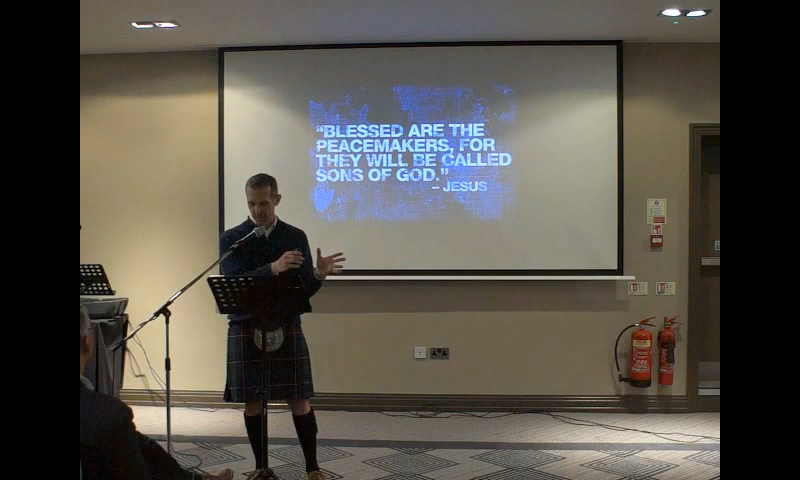 “BLESSED ARE THE
PEACEMAKERS, FOR
THEY WILL BE CALLED
SONS OF GOD.”
– JESUS